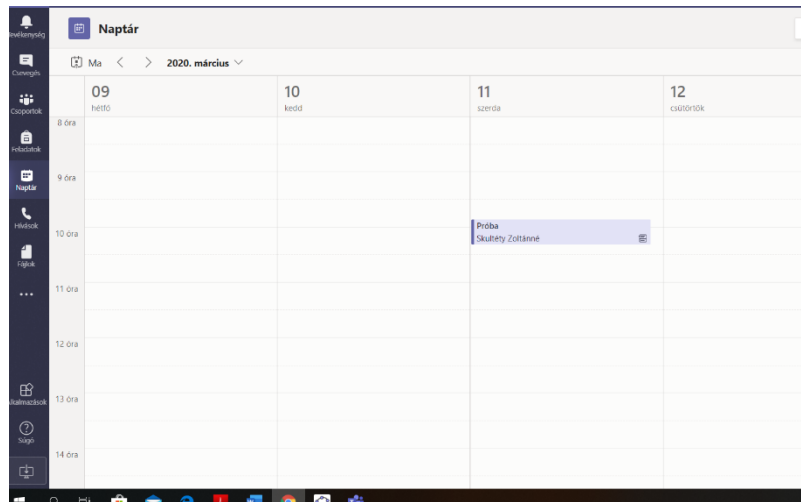 Tevékenység
Csevegés
Csoportok
Feladatok
Naptár
Hívások
Fájlok
Alkalmazások
Súgó
Naptár
Ma
2020. március
09
hétfő
10
kedd
11
szerda
12
csütörtök
8 óra
9 óra
10 óra
11 óra
12 óra
13 óra
14 óra
Próba
Skultéty Zoltánné